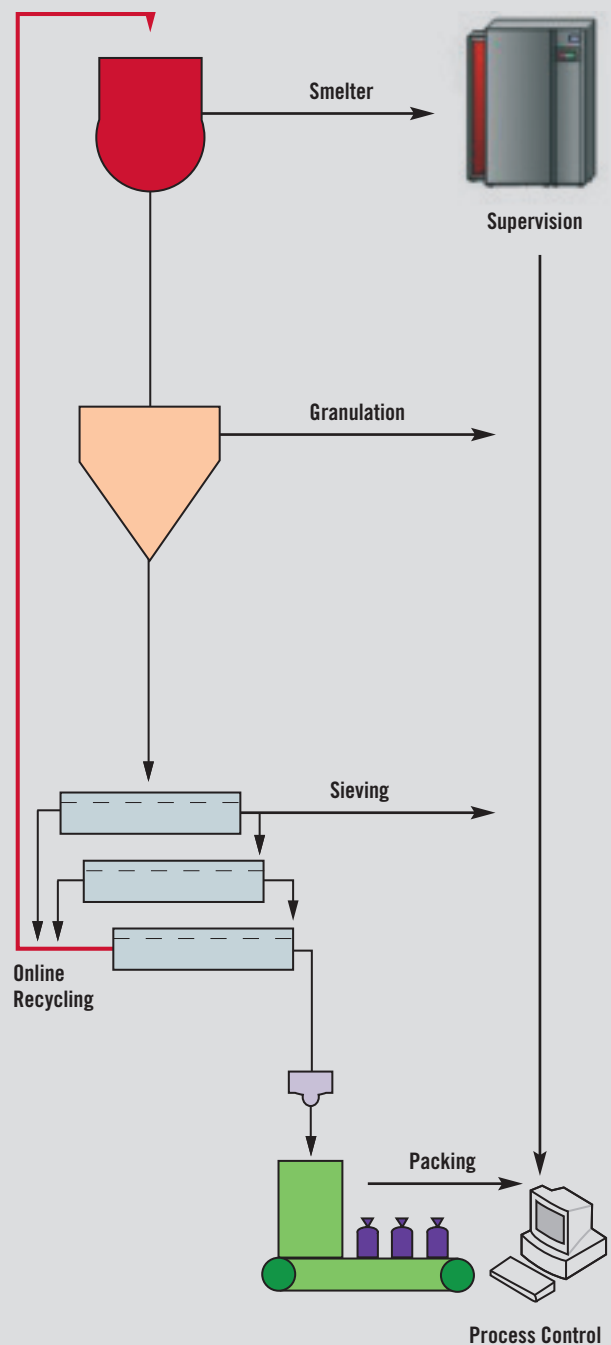 Smelter
Supervision
Granulation
Sieving
Online
Recycling
Packing
Process Control